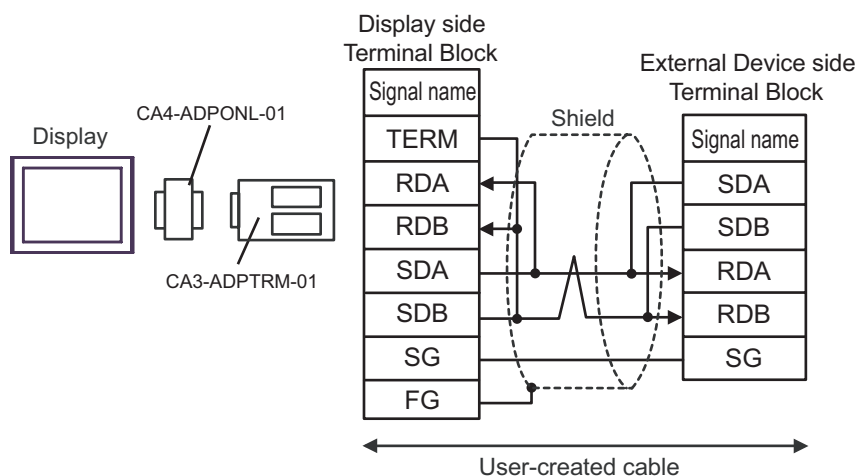 Display side
Terminal Block
External Device side
Terminal Block
CA4-ADPONL-01
Display
CA3-ADPTRM-01
Shield
Signal name
TERM
RDA
RDB
SDA
SDB
SG
FG
Signal name
SDA
SDB
RDA
RDB
SG
User-created cable